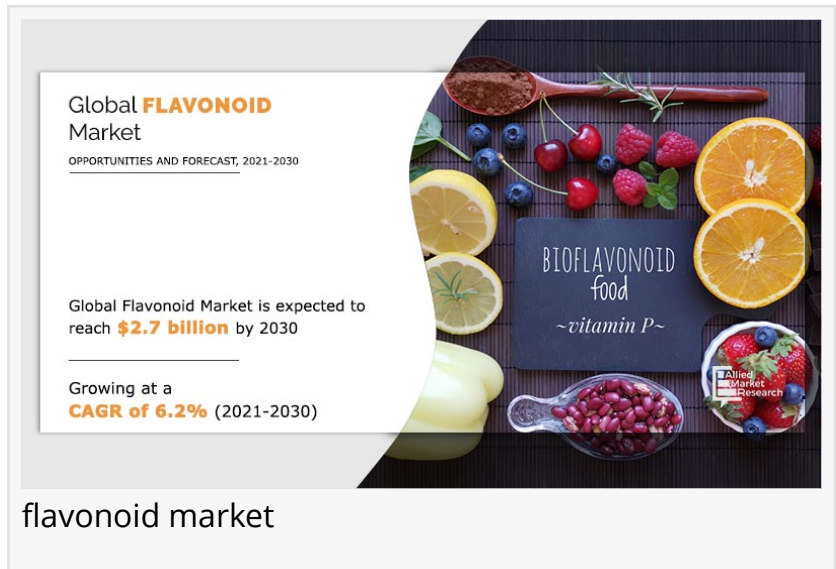 Global FLAVONOID
Market
OPPORTUNITIES AND FORECAST, 2021-2030
Global Flavonoid Market is expected to
reach $2.7 billion by 2030
Growing at a
CAGR of 6.2% (2021-2030)
BIOFLAVONOID
food
~vitamin P~
Allied
Market
Research
flavonoid market